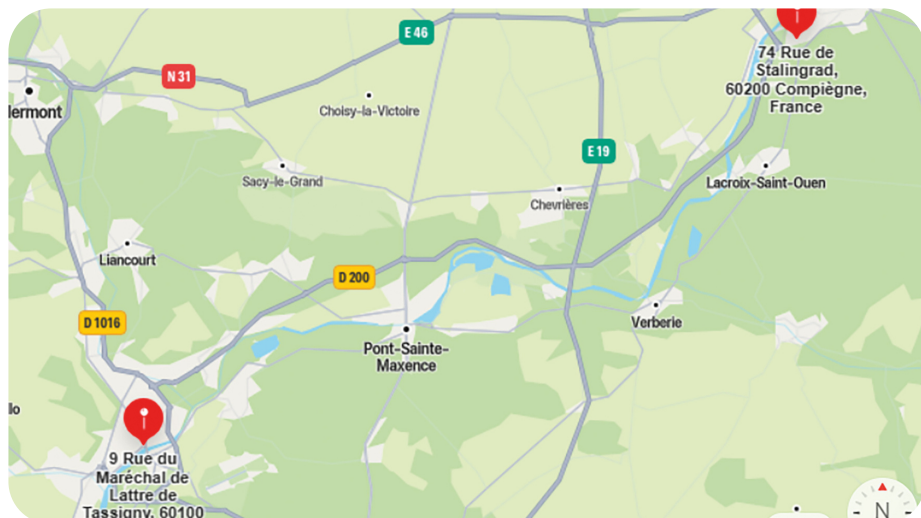 E 46
74 Rue de
Stalingrad,
60200 Compiègne,
France
N 31
lermont
Choisy-la-Victoire
E 19
Sacy-le-Grand
Lacroix-Saint-Ouen
Chevrières
Liancourt
D 200
D 1016
Verberie
Pont-Sainte-
Maxence
llo
9 Rue du
Maréchal de
Lattre de
Tassigny, 60100
N